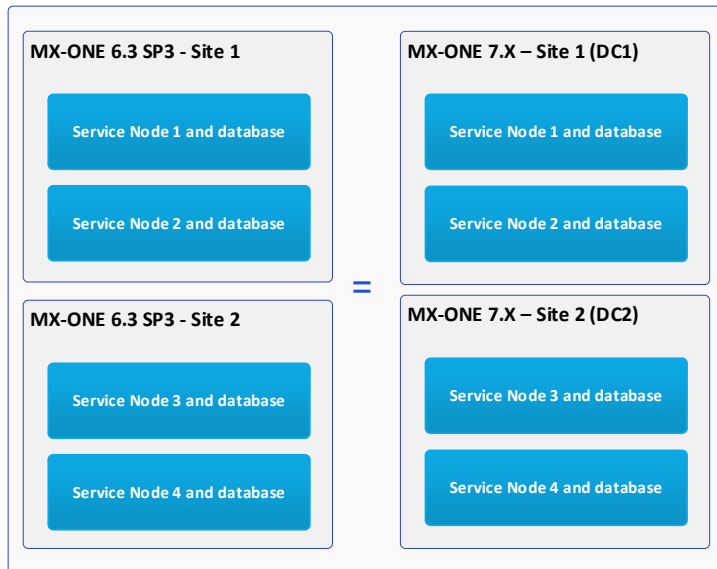 MX-ONE 6.3 SP3 - Site 1
Service Node 1 and database
Service Node 2 and database
MX-ONE 6.3 SP3 - Site 2
Service Node 3 and database
Service Node 4 and database
=
MX-ONE 7.X – Site 1 (DC1)
Service Node 1 and database
Service Node 2 and database
MX-ONE 7.X – Site 2 (DC2)
Service Node 3 and database
Service Node 4 and database